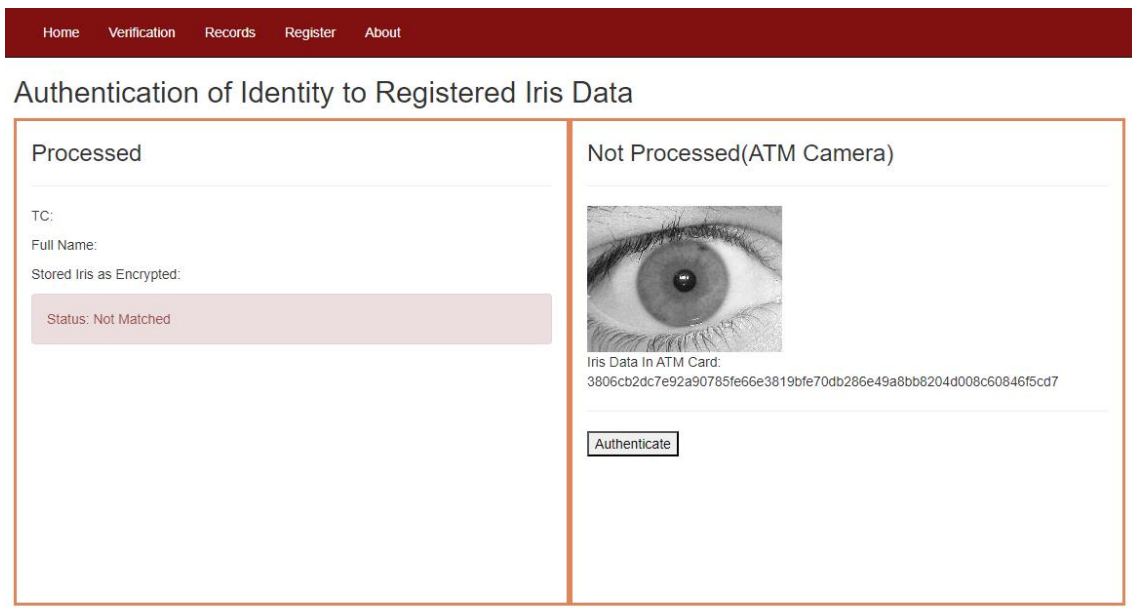 Home Verification Records Register About
Authentication of Identity to Registered Iris Data
Processed
TC:
Full Name:
Stored Iris as Encrypted:
Status: Not Matched
Not Processed(ATM Camera)
Iris Data In ATM Card:
3806cb2dc7e92a90785fe66e3819bfe70db286e49a8bb8204d008c60846f5cd7
Authenticate